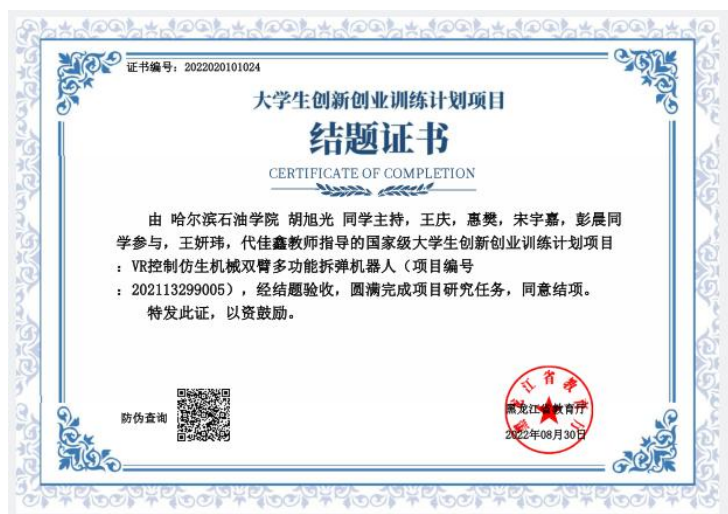 证书编号：2022020101024
大学生创新创业训练计划项目
结题证书
CERTIFICATE OF COMPLETION
由 哈尔滨石油学院 胡旭光 同学主持，王庆，惠樊，宋宇嘉，彭晨同
学参与，王妍玮，代佳鑫教师指导的国家级大学生创新创业训练计划项目
：VR控制仿生机械双臂多功能拆弹机器人（项目编号
：202113299005），经结题验收，圆满完成项目研究任务，同意结项。
特发此证，以资鼓励。
防伪查询
黑龙江省教育厅
黑龙江省教育厅
2022年08月30日